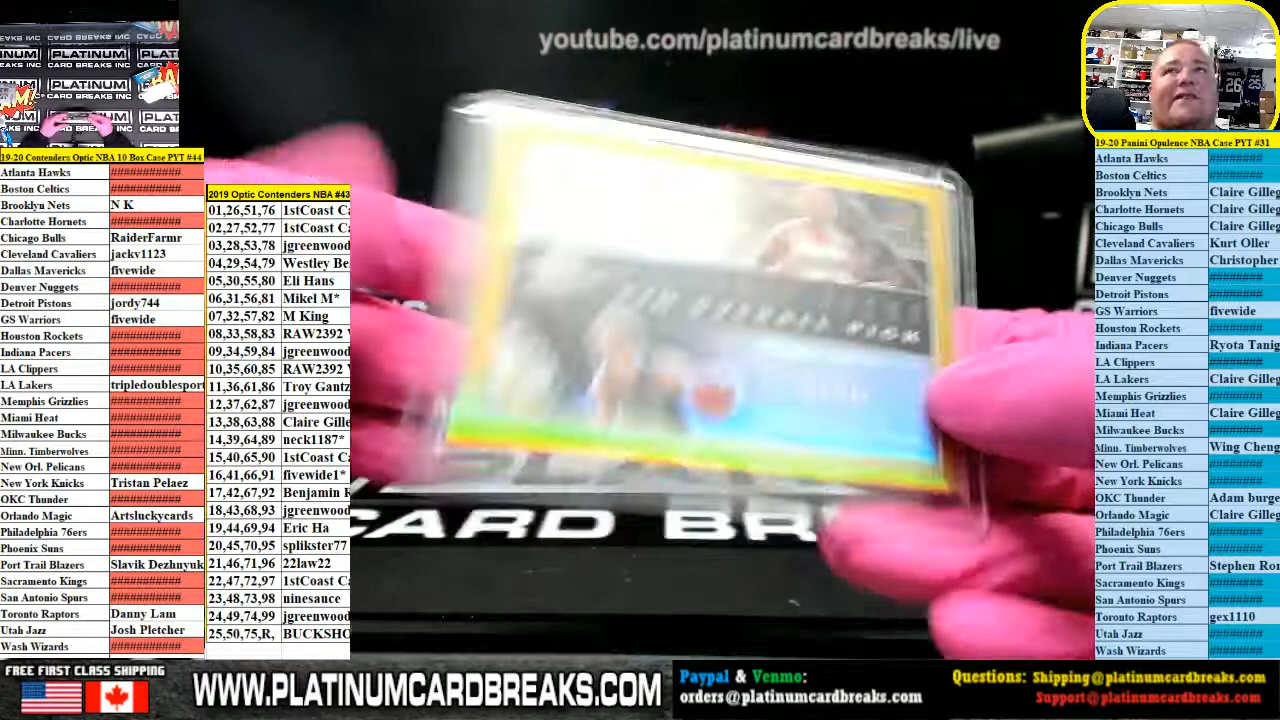 youtube.com/platinumcardbreaks/live
PLATINUM
CARD BREAKS INC
19-20 Contenders Optic NBA 10 Box Case PYT #44
Atlanta Hawks ###########
Boston Celtics ###########
Brooklyn Nets N K
Charlotte Hornets ###########
Chicago Bulls RaiderFarmr
Cleveland Cavaliers jackv1123
Dallas Mavericks fivewide
Denver Nuggets ###########
Detroit Pistons jordy744
GS Warriors fivewide
Houston Rockets ###########
Indiana Pacers ###########
LA Clippers ###########
LA Lakers tripledoublesport
Memphis Grizzlies ###########
Miami Heat ###########
Milwaukee Bucks ###########
Minn. Timberwolves ###########
New Orl. Pelicans ###########
New York Knicks Tristan Pelaez
OKC Thunder ###########
Orlando Magic Artsluckycards
Philadelphia 76ers ###########
Phoenix Suns ###########
Port Trail Blazers Slavik Dezhnyuk
Sacramento Kings ###########
San Antonio Spurs ###########
Toronto Raptors Danny Lam
Utah Jazz Josh Pletcher
Wash Wizards ###########
2019 Optic Contenders NBA #43
01,26,51,76 1stCoast Ca
02,27,52,77 1stCoast Ca
03,28,53,78 jgreenwood
04,29,54,79 Westley Be
05,30,55,80 Eli Hans
06,31,56,81 Mikel M*
07,32,57,82 M King
08,33,58,83 RAW2392 
09,34,59,84 jgreenwood
10,35,60,85 RAW2392 
11,36,61,86 Troy Gantz
12,37,62,87 jgreenwood
13,38,63,88 Claire Gille
14,39,64,89 neck1187*
15,40,65,90 1stCoast Ca
16,41,66,91 fivewide1*
17,42,67,92 Benjamin R
18,43,68,93 jgreenwood
19,44,69,94 Eric Ha
20,45,70,95 splikster77
21,46,71,96 22law22
22,47,72,97 1stCoast Ca
23,48,73,98 ninesauce
24,49,74,99 jgreenwood
25,50,75,R, BUCKSHO
CARD BR
19-20 Panini Opulence NBA Case PYT #31
Atlanta Hawks ########
Boston Celtics ########
Brooklyn Nets Claire Gilleg
Charlotte Hornets Claire Gilleg
Chicago Bulls Claire Gilleg
Cleveland Cavaliers Kurt Oller
Dallas Mavericks Christopher
Denver Nuggets ########
Detroit Pistons ########
GS Warriors fivewide
Houston Rockets ########
Indiana Pacers Ryota Tanig
LA Clippers ########
LA Lakers Claire Gilleg
Memphis Grizzlies ########
Miami Heat Claire Gilleg
Milwaukee Bucks ########
Minn. Timberwolves Wing Cheng
New Orl. Pelicans ########
New York Knicks ########
OKC Thunder Adam burge
Orlando Magic Claire Gilleg
Philadelphia 76ers ########
Phoenix Suns ########
Port Trail Blazers Stephen Ron
Sacramento Kings ########
San Antonio Spurs ########
Toronto Raptors gex1110
Utah Jazz ########
Wash Wizards ########
FREE FIRST CLASS SHIPPING
WWW.PLATINUMCARDBREAKS.COM
Paypal & Venmo:
orders@platinumcardbreaks.com
Questions: Shipping@platinumcardbreaks.com
Support@platinumcardbreaks.com